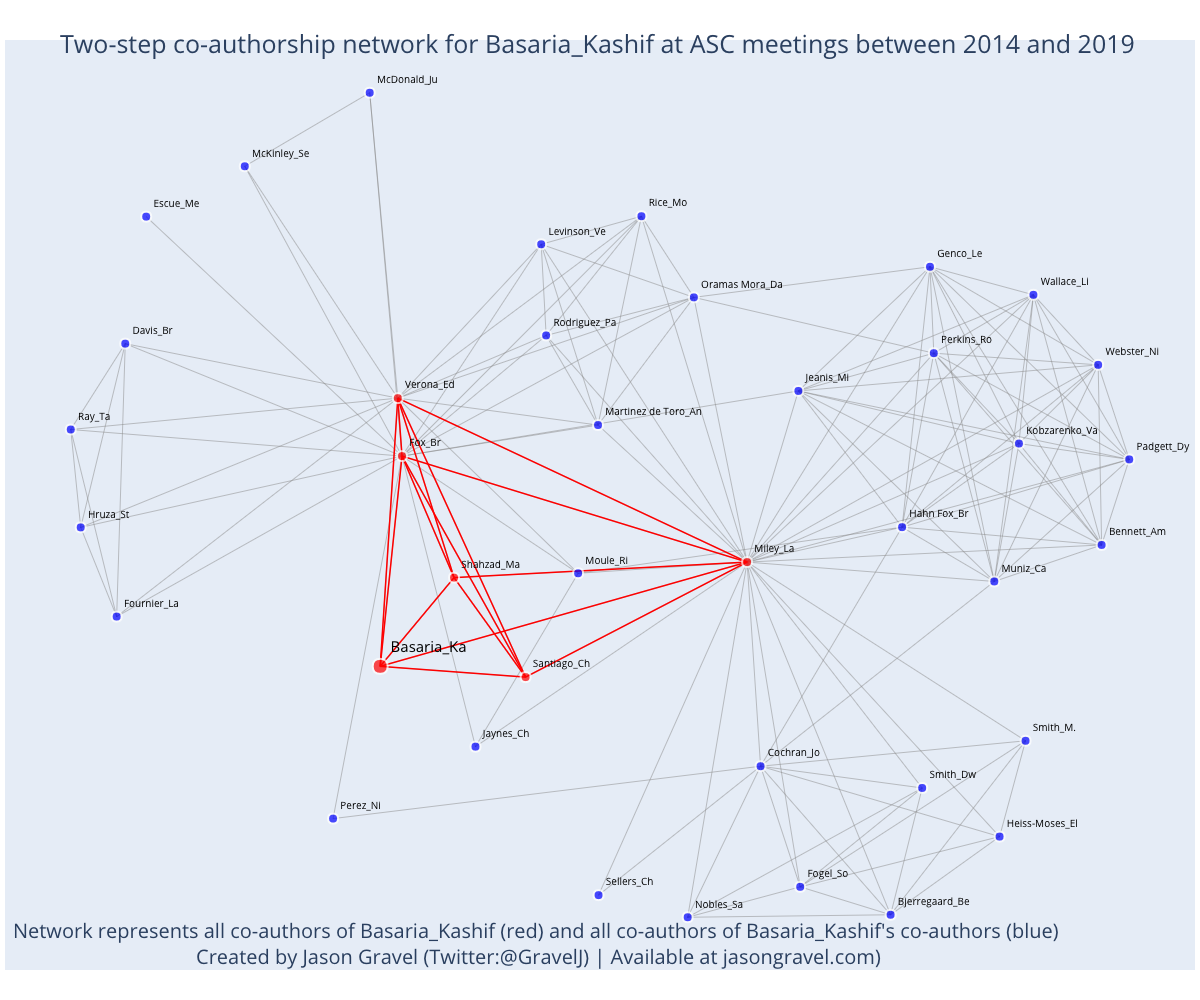 Two-step co-authorship network for Basaria_Kashif at ASC meetings between 2014 and 2019
McDonald_Ju
McKinley_Se
Escue_Me
Rice_Mo
Levinson_Ve
Genco_Le
Wallace_Li
Oramas Mora_Da
Rodriguez_Pa
Davis_Br
Perkins_Ro
Webster_Ni
Jeanis_Mi
Verona_Ed
Martinez de Toro_An
Ray_Ta
Kobzarenko_Va
Fox_Br
Padgett_Dy
Hruza_St
Hahn Fox_Br
Bennett_Am
Miley_La
Moule_Ri
Shahzad_Ma
Muniz_Ca
Fournier_La
Basaria_Ka
Santiago_Ch
Smith_M.
Jaynes_Ch
Cochran_Jo
Smith_Dw
Perez_Ni
Heiss-Moses_El
Fogel_So
Sellers_Ch
Bjerregaard_Be
Nobles_Sa
Network represents all co-authors of Basaria_Kashif (red) and all co-authors of Basaria_Kashif's co-authors (blue)
Created by Jason Gravel (Twitter:@GravelJ) | Available at jasongravel.com)